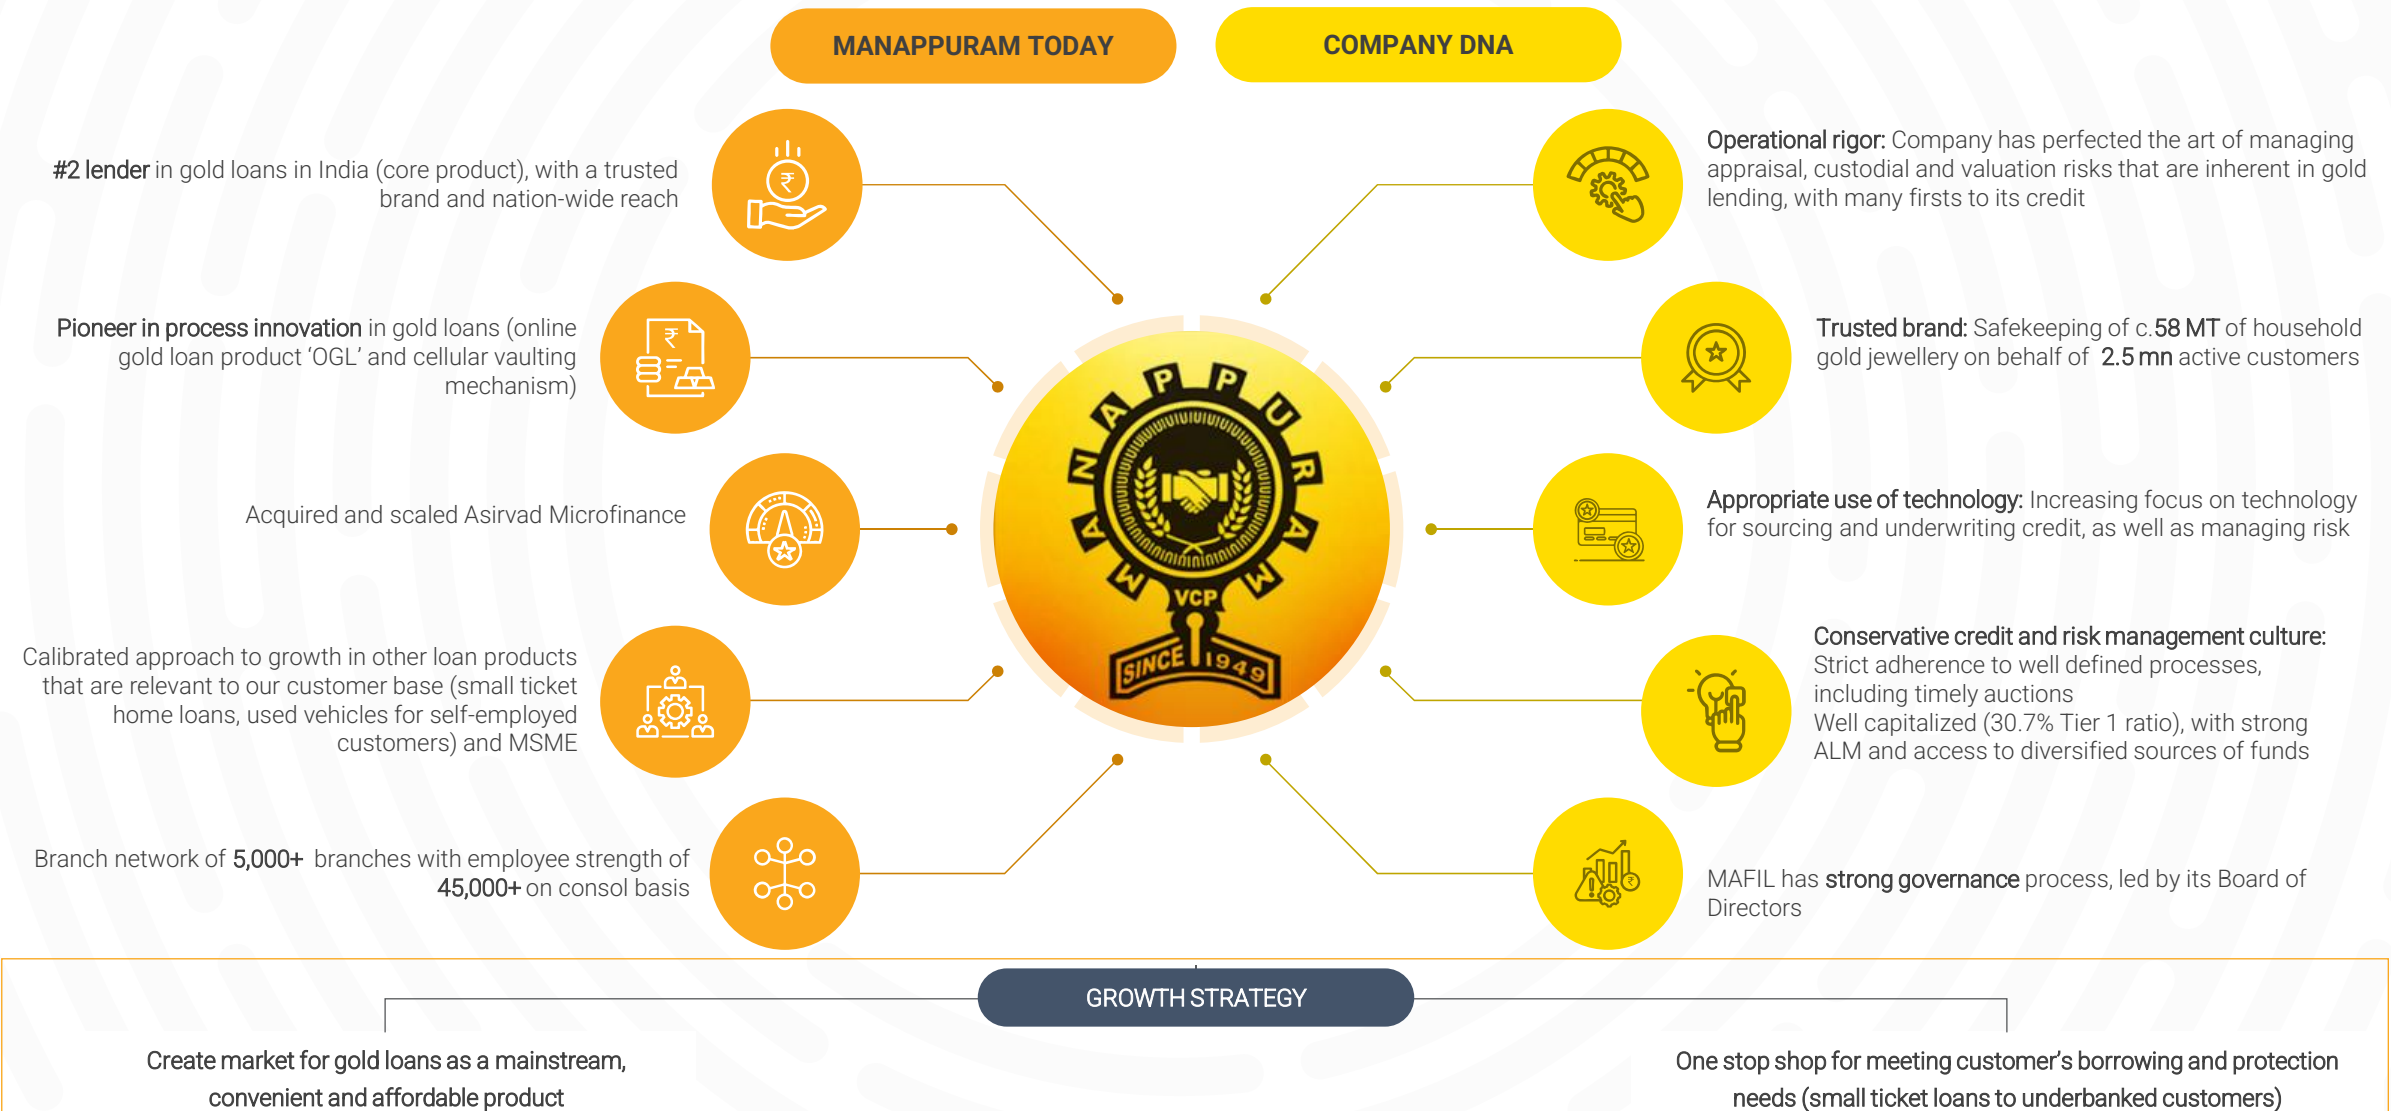 MANAPPURAM TODAY
COMPANY DNA
#2 lender in gold loans in India (core product), with a trusted
brand and nation-wide reach
Pioneer in process innovation in gold loans (online
gold loan product ‘OGL’ and cellular vaulting
mechanism)
Acquired and scaled Asirvad Microfinance
Calibrated approach to growth in other loan products
that are relevant to our customer base (small ticket
home loans, used vehicles for self-employed
customers) and MSME
Branch network of 5,000+ branches with employee strength of
45,000+ on consol basis
MANAPPURAM
VCP
SINCE 1949
Operational rigor: Company has perfected the art of managing
appraisal, custodial and valuation risks that are inherent in gold
lending, with many firsts to its credit
Trusted brand: Safekeeping of c.58 MT of household
gold jewellery on behalf of 2.5 mn active customers
Appropriate use of technology: Increasing focus on technology
for sourcing and underwriting credit, as well as managing risk
Conservative credit and risk management culture:
Strict adherence to well defined processes,
including timely auctions
Well capitalized (30.7% Tier 1 ratio), with strong
ALM and access to diversified sources of funds
MAFIL has strong governance process, led by its Board of
Directors
GROWTH STRATEGY
Create market for gold loans as a mainstream,
convenient and affordable product
One stop shop for meeting customer’s borrowing and protection
needs (small ticket loans to underbanked customers)